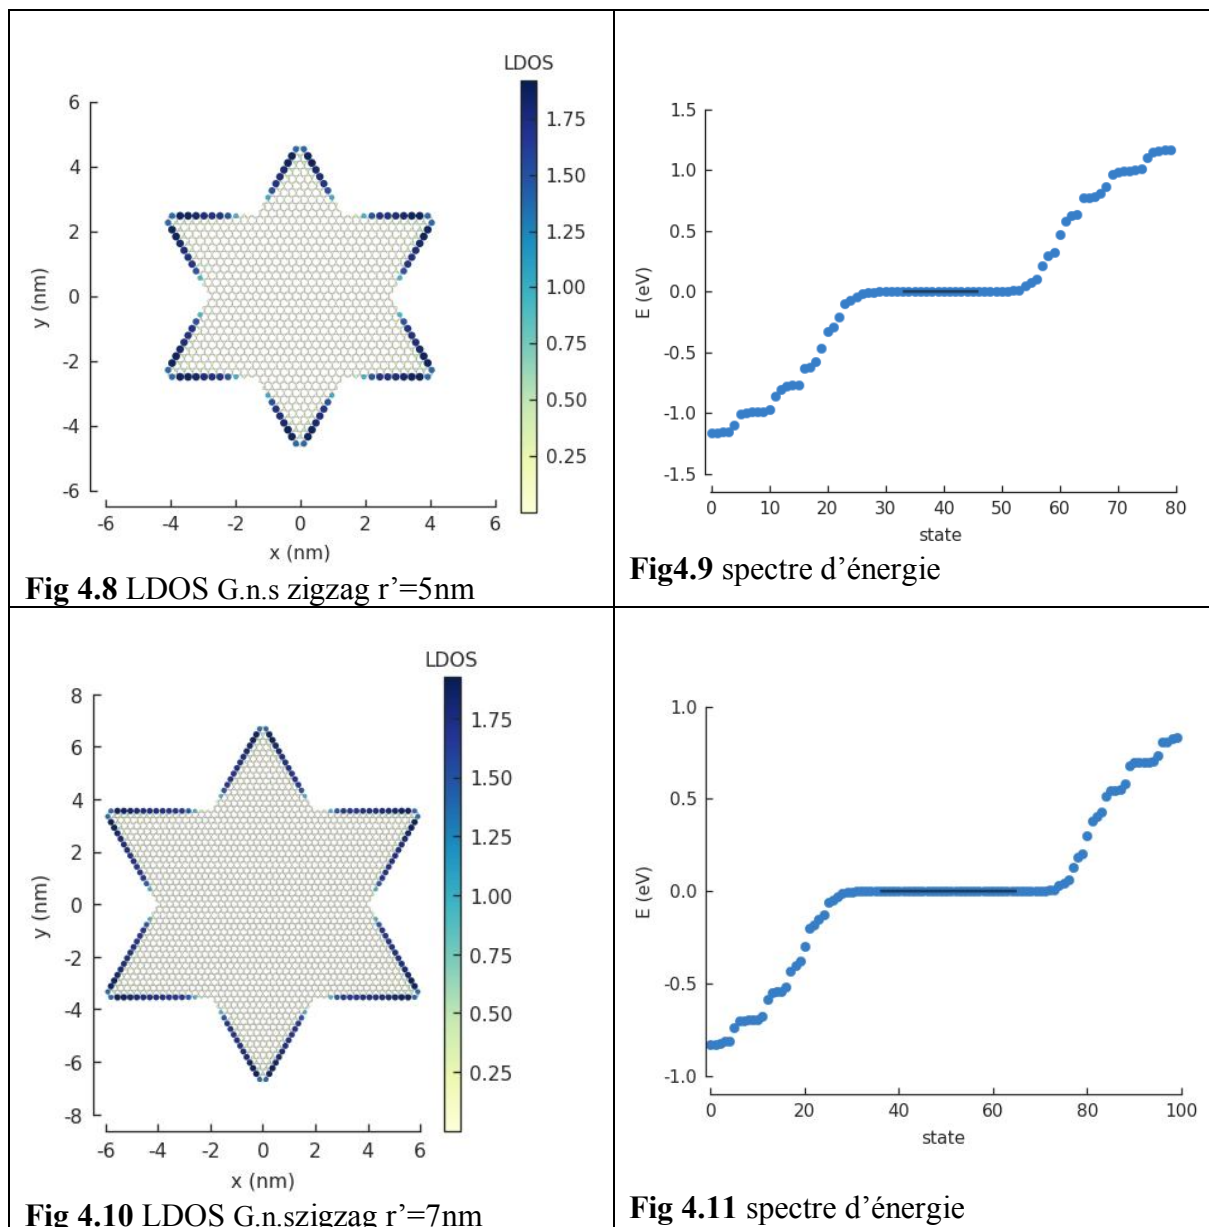 LDOS
6
4
2
0
-2
-4
-6
y (nm)
-6 -4 -2 0 2 4 6
x (nm)
1.75
1.50
1.25
1.00
0.75
0.50
0.25
Fig 4.8 LDOS G.n.s zigzag r’=5nm
1.5
1.0
0.5
0.0
-0.5
-1.0
-1.5
E (eV)
0 10 20 30 40 50 60 70 80
state
Fig4.9 spectre d’énergie
LDOS
8
6
4
2
0
-2
-4
-6
-8
y (nm)
-6 -4 -2 0 2 4 6
x (nm)
1.75
1.50
1.25
1.00
0.75
0.50
0.25
Fig 4.10 LDOS G.n.szigzag r’=7nm
1.0
0.5
0.0
-0.5
-1.0
E (eV)
0 20 40 60 80 100
state
Fig 4.11 spectre d’énergie